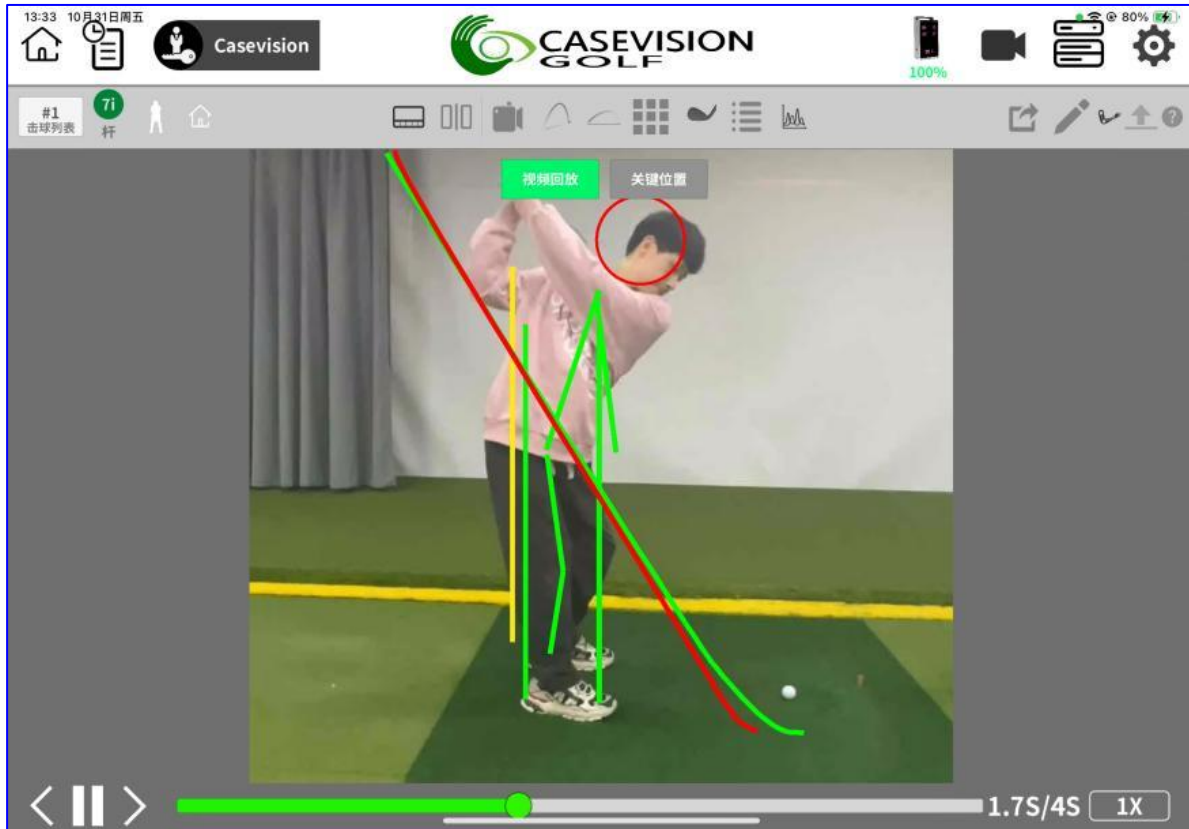 13:33 10月31日周五
80%
Casevision
CASEVISION
GOLF
100%
#1
击球列表
7i
杆
?
视频回放
关键位置
1.7S/4S
1X